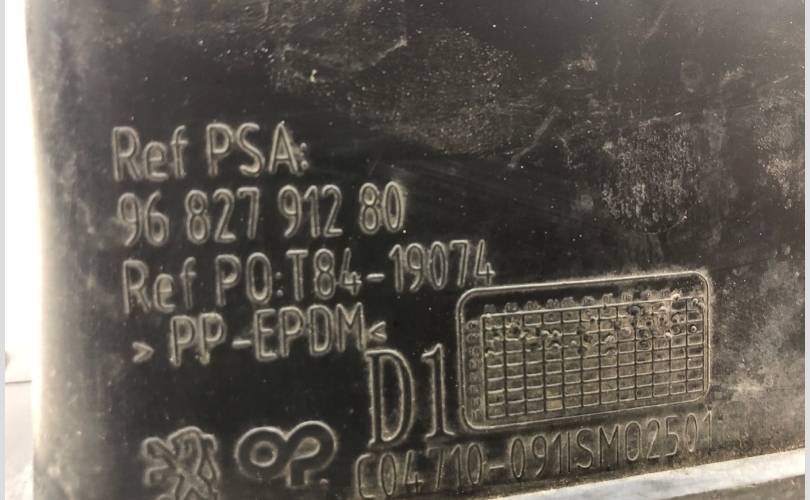 Ref PSA:
96 827 912 80
Ref PO:T84-19074
> PP-EPDM<
D1
C04710-091ISM02501